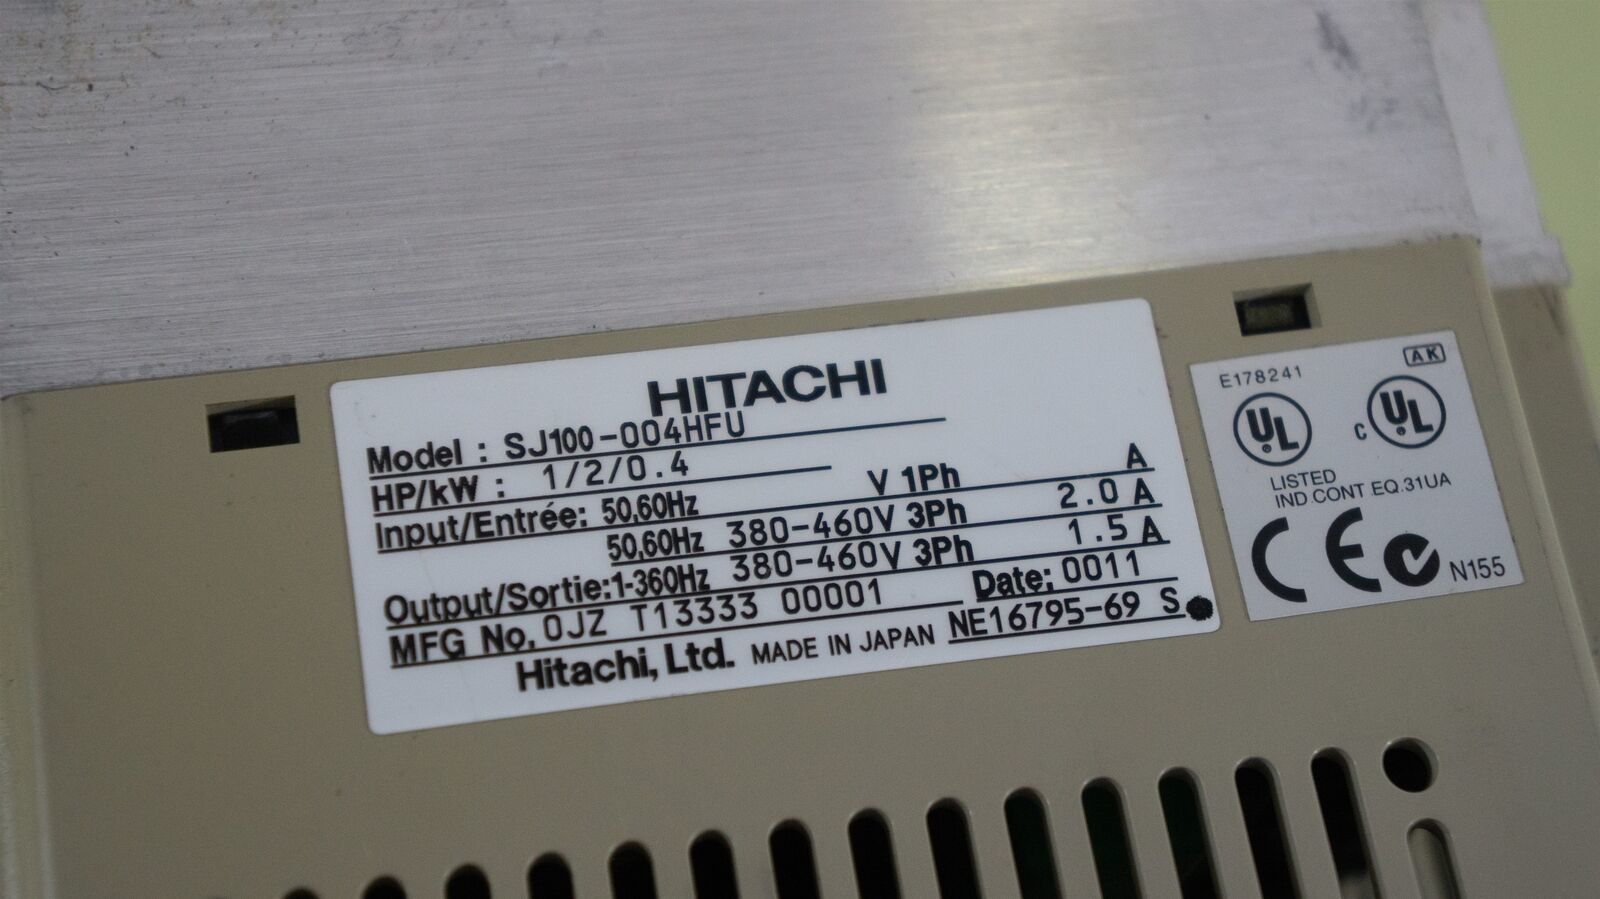 HITACHI
Model : SJ100-004HFU
HP/kW : 1/2/0.4
Input/Entrée: 50,60Hz V 1Ph A
50,60Hz 380-460V 3Ph 2.0 A
Output/Sortie:1-360Hz 380-460V 3Ph 1.5 A
MFG No. 0JZ T13333 00001 Date: 0011
Hitachi, Ltd. MADE IN JAPAN NE16795-69 S
E178241 AK
UL c UL
LISTED
IND.CONT.EQ.31UA
CE N155